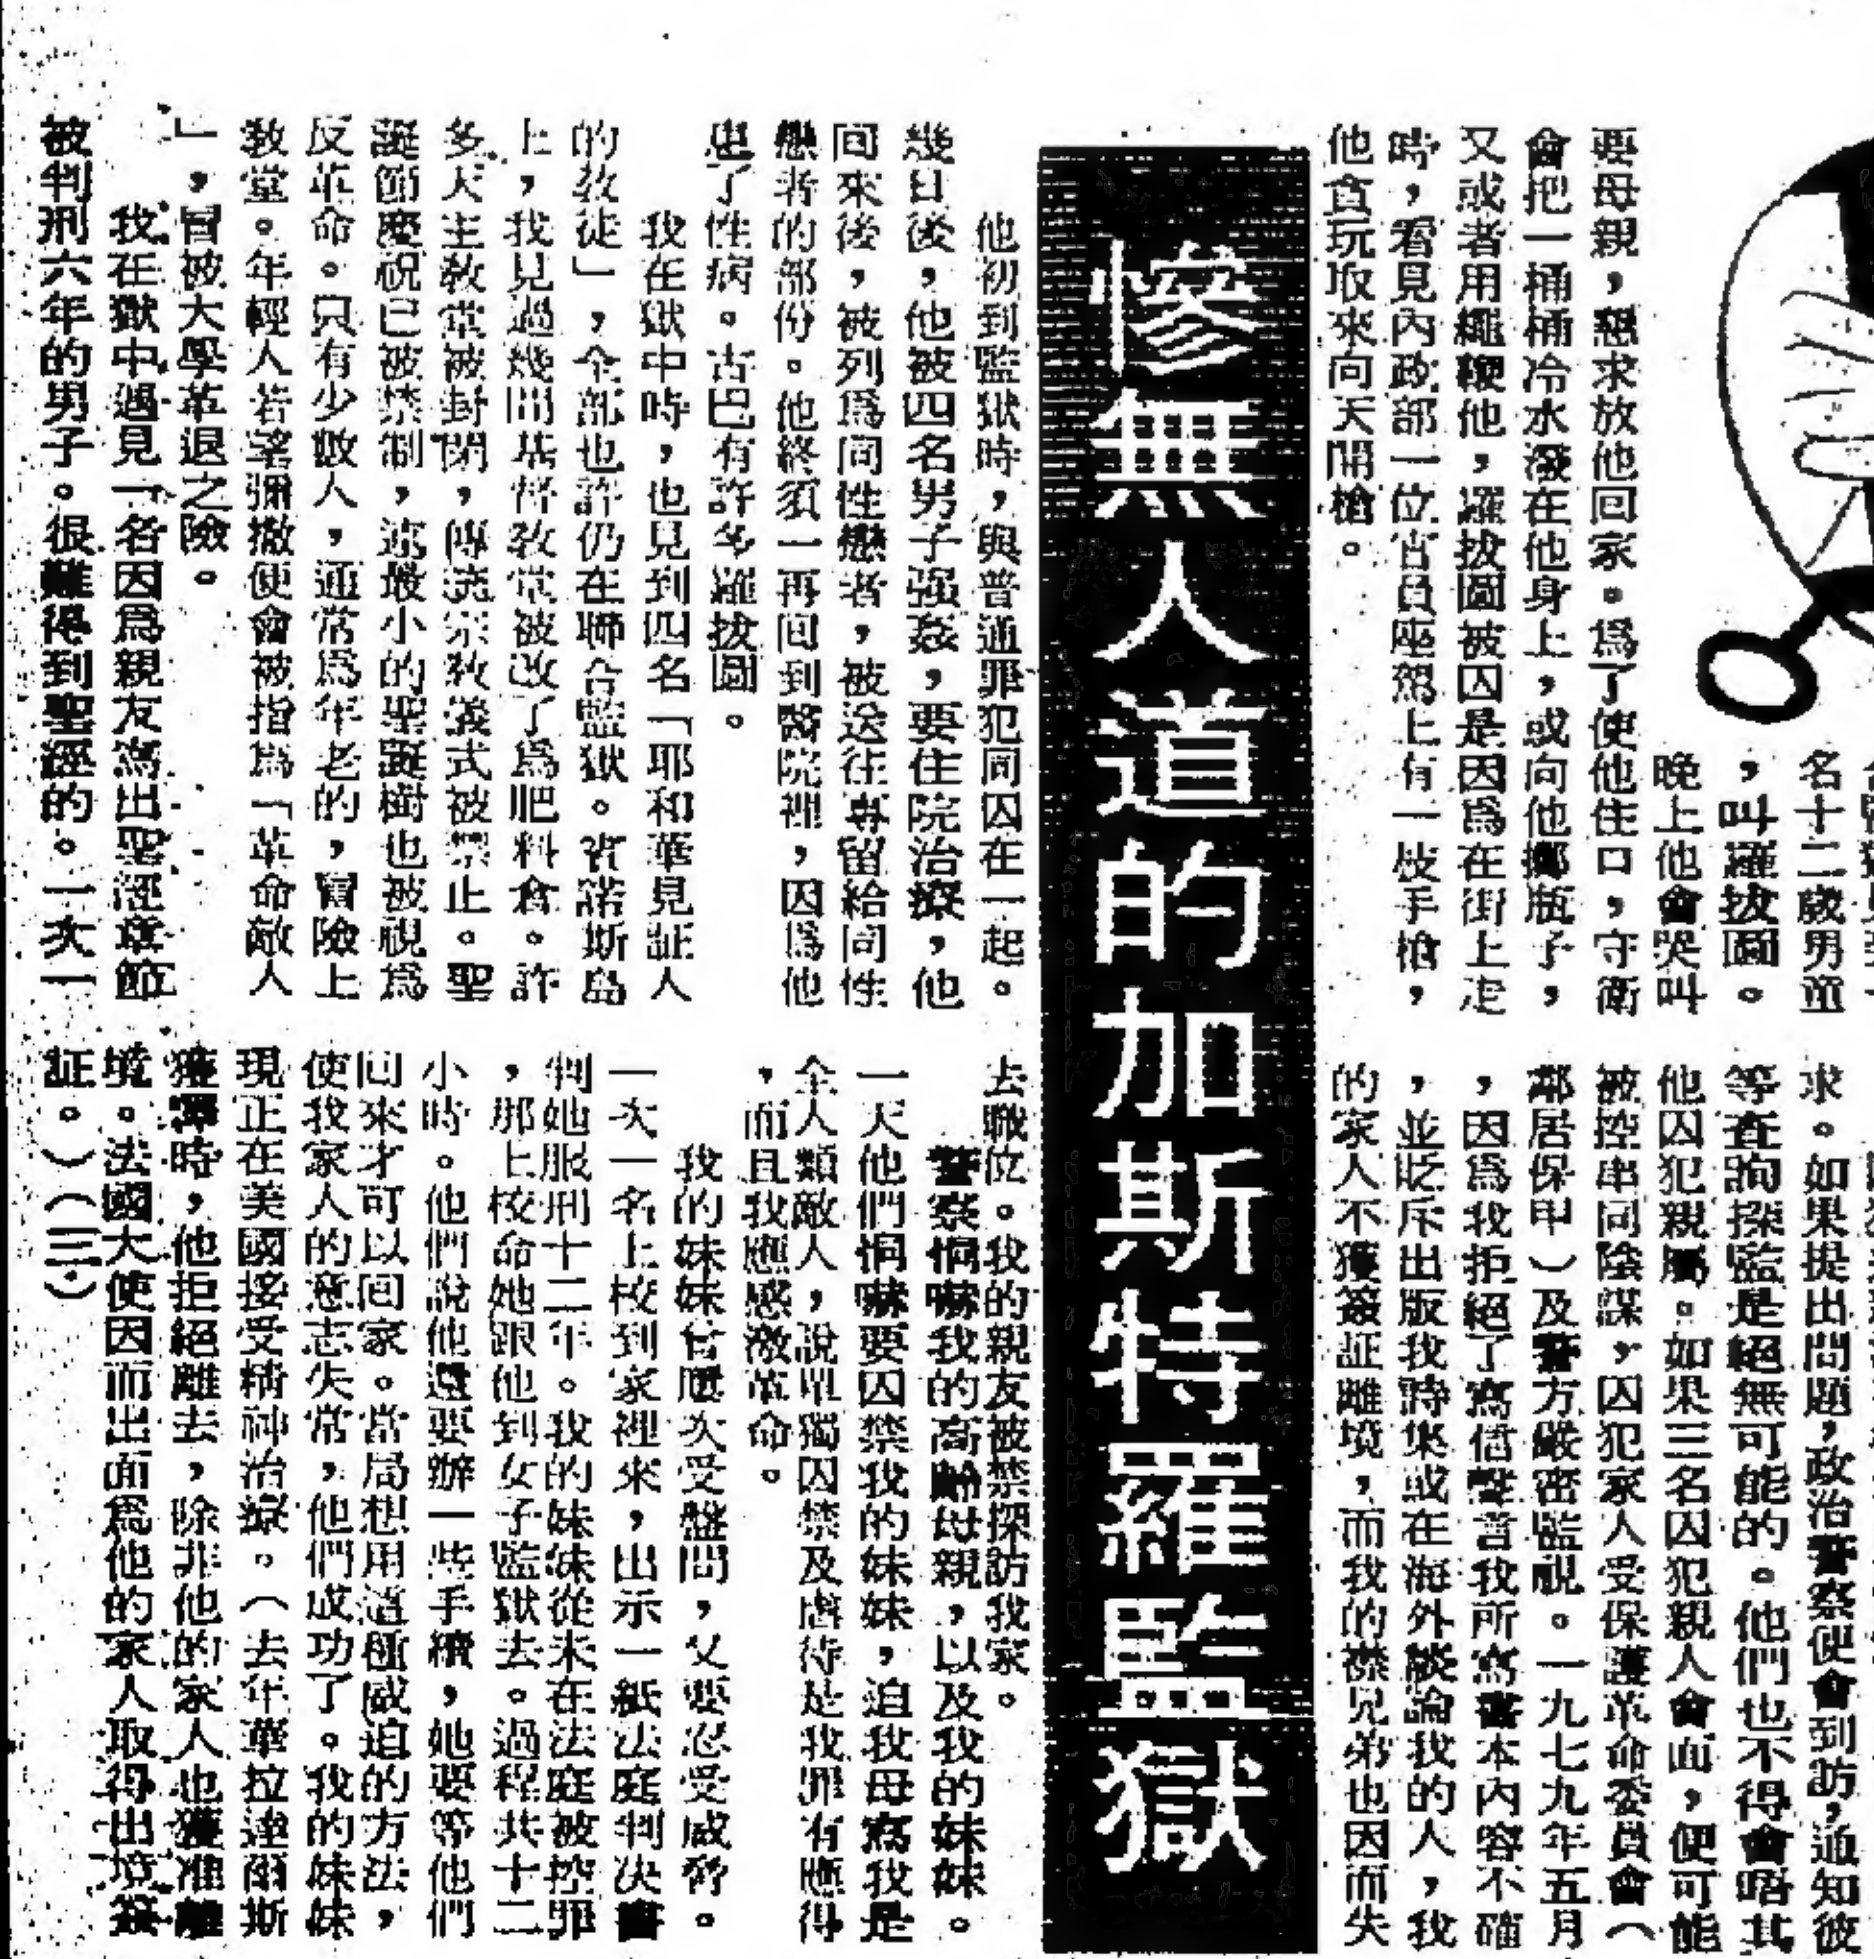 名十二歲男童
，叫羅拔圖。
晚上他會哭叫
要母親，懇求放他回家。爲了使他住口，守衛
會把一桶桶冷水潑在他身上，或向他擲瓶子，
又或者用繩鞭他，羅拔圖被囚是因爲在街上走
時，看見內政部一位官員座駕上有一枝手槍，
他貪玩取來向天開槍。
慘無人道的加斯特羅監獄
他初到監獄時，與普通罪犯同囚在一起。
幾日後，他被四名男子强姦，要住院治療，他
回來後，被列爲同性戀者，被送往專留給同性
戀者的部份。他終須一再回到醫院裡，因爲他
患了性病。古巴有許多羅拔圖。
我在獄中時，也見到四名「耶和華見証人
的敎徒」，全部也許仍在聯合監獄。省諾斯島
上，我見過幾間基督敎堂被改了爲肥料倉。許
多天主敎堂被封閉，傳統宗敎儀式被禁止。聖
誕節慶祝已被禁制，連最小的聖誕樹也被視爲
反革命。只有少數人，通常爲年老的，冒險上
敎堂。年輕人若望彌撒便會被指爲「革命敵人
」，冒被大學革退之險。
我在獄中遇見一名因爲親友寫出聖經章節
被判刑六年的男子。很難得到聖經的。一次一
求。如果提出問題，政治警察便會到訪，通知彼
等查詢探監是絕無可能的。他們也不得會晤其
他囚犯親屬。如果三名囚犯親人會面，便可能
被控串同陰謀，囚犯家人受保護革命委員會（
鄰居保甲）及警方嚴密監視。一九七九年五月
，因爲我拒絕了寫信聲言我所寫書本內容不確
，並貶斥出版我詩集或在海外談論我的人，我
的家人不獲簽証離境，而我的襟兄弟也因而失
去職位。我的親友被禁探訪我家。
警察恫嚇我的高齡母親，以及我的妹妹。
一天他們恫嚇要囚禁我的妹妹，迫我母寫我是
全人類敵人，說單獨囚禁及虐待是我罪有應得
，而且我應感激革命。
我的妹妹曾屢次受盤問，又要忍受威脅。
一次一名上校到家裡來，出示一紙法庭判决書
判她服刑十二年。我的妹妹從未在法庭被控罪
，那上校命她跟他到女子監獄去。過程共十二
小時。他們說他還要辦一些手續，她要等他們
回來才可以回家。當局想用這種威迫的方法，
使我家人的意志失常，他們成功了。我的妹妹
現正在美國接受精神治療。（去年華拉達爾斯
獲釋時，他拒絕離去，除非他的家人也獲准離
境。法國大使因而出面爲他的家人取得出境簽
証。）（三）